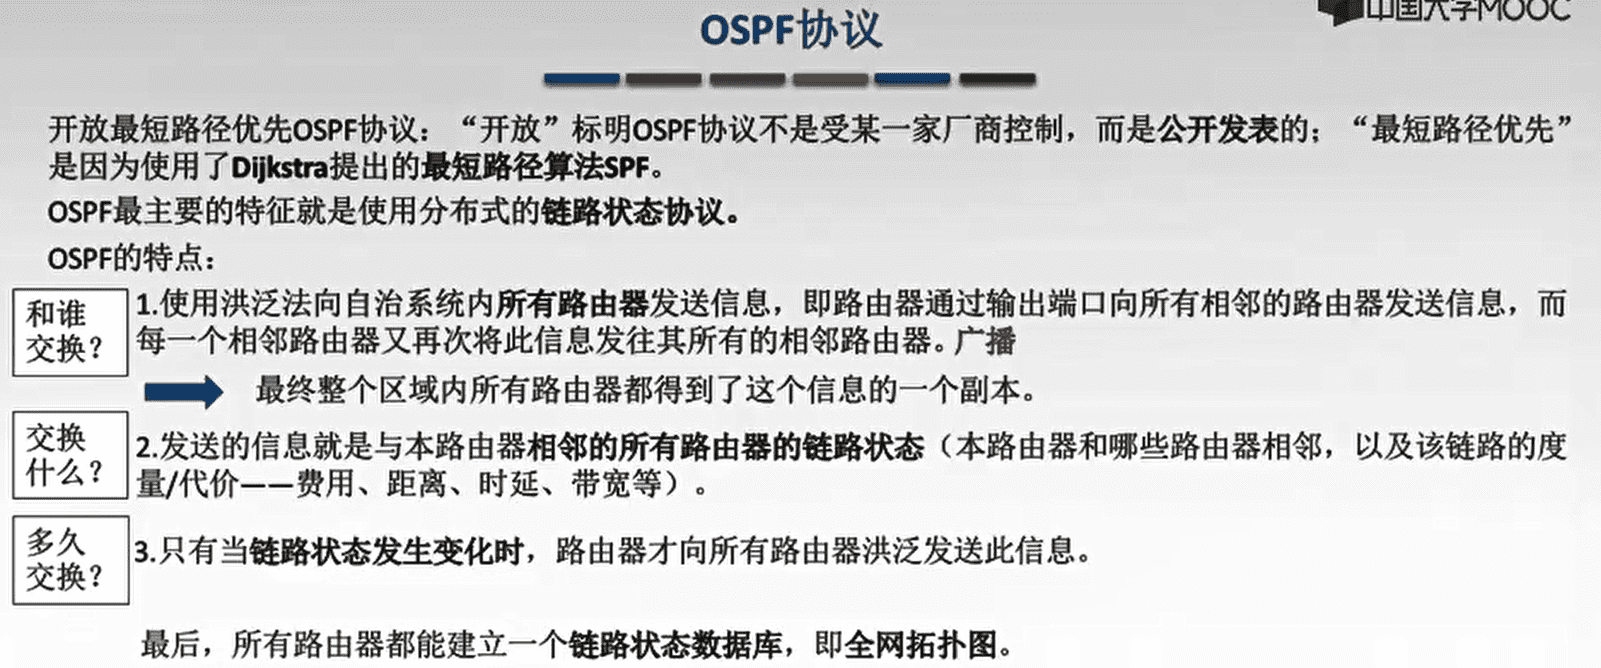 中国大学MOOC
OSPF协议
开放最短路径优先OSPF协议：“开放”标明OSPF协议不是受某一家厂商控制，而是公开发表的；“最短路径优先”
是因为使用了Dijkstra提出的最短路径算法SPF。
OSPF最主要的特征就是使用分布式的链路状态协议。
OSPF的特点：
和谁
交换？
1.使用洪泛法向自治系统内所有路由器发送信息，即路由器通过输出端口向所有相邻的路由器发送信息，而
每一个相邻路由器又再次将此信息发往其所有的相邻路由器。广播
最终整个区域内所有路由器都得到了这个信息的一个副本。
交换
什么？
2.发送的信息就是与本路由器相邻的所有路由器的链路状态（本路由器和哪些路由器相邻，以及该链路的度
量/代价——费用、距离、时延、带宽等）。
多久
交换？
3.只有当链路状态发生变化时，路由器才向所有路由器洪泛发送此信息。
最后，所有路由器都能建立一个链路状态数据库，即全网拓扑图。